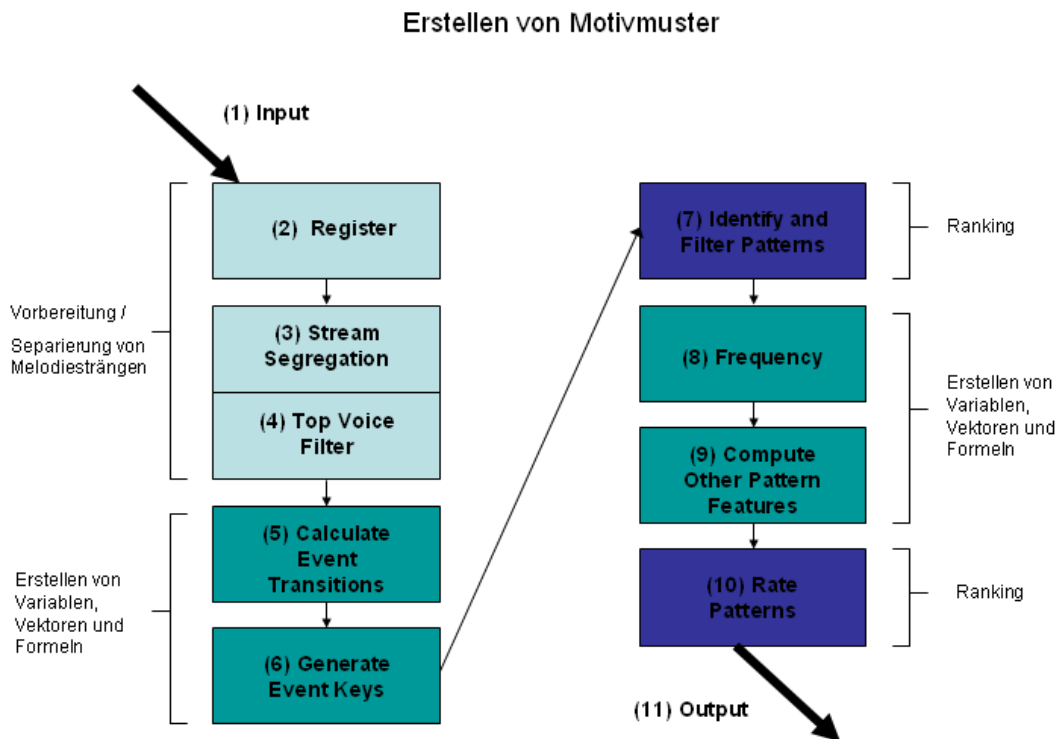 Erstellen von Motivmuster
(1) Input
(2) Register
(3) Stream
Segregation
(4) Top Voice
Filter
Vorbereitung /
Separierung von
Melodiesträngen
(5) Calculate
Event
Transitions
(6) Generate
Event Keys
Erstellen von
Variablen,
Vektoren und
Formeln
(7) Identify and
Filter Patterns
Ranking
(8) Frequency
(9) Compute
Other Pattern
Features
Erstellen von
Variablen,
Vektoren und
Formeln
(10) Rate
Patterns
Ranking
(11) Output